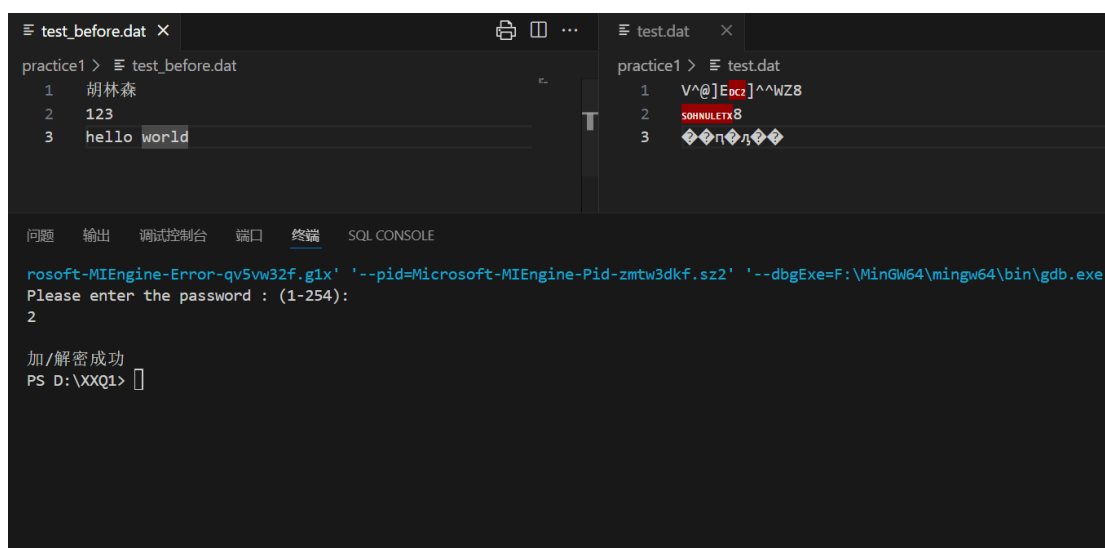 test_before.dat
test.dat
practice1 > test_before.dat
practice1 > test.dat
1 胡林森
2 123
3 hello world
1 V^@]EDC2]^^WZ8
2 SOHNULETX8
3 ��п�л��
问题 输出 调试控制台 端口 终端 SQL CONSOLE
rosoft-MIEngine-Error-qv5vw32f.g1x' '--pid=Microsoft-MIEngine-Pid-zmtw3dkf.sz2' '--dbgExe=F:\MinGW64\mingw64\bin\gdb.exe
Please enter the password : (1-254):
2
加/解密成功
PS D:\XXQ1>